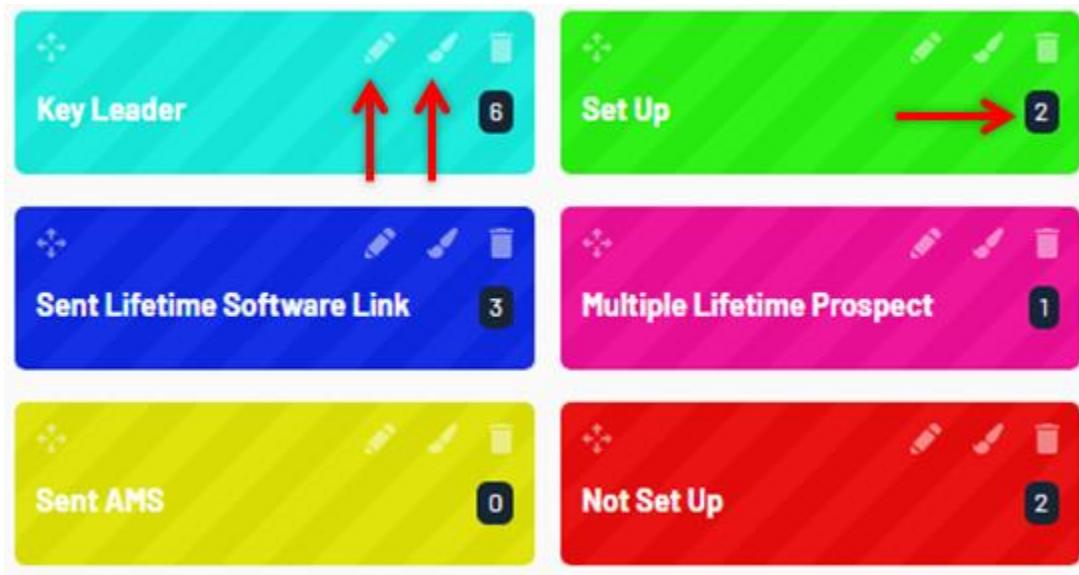 Key Leader
6
Set Up
2
Sent Lifetime Software Link
3
Multiple Lifetime Prospect
1
Sent AMS
0
Not Set Up
2